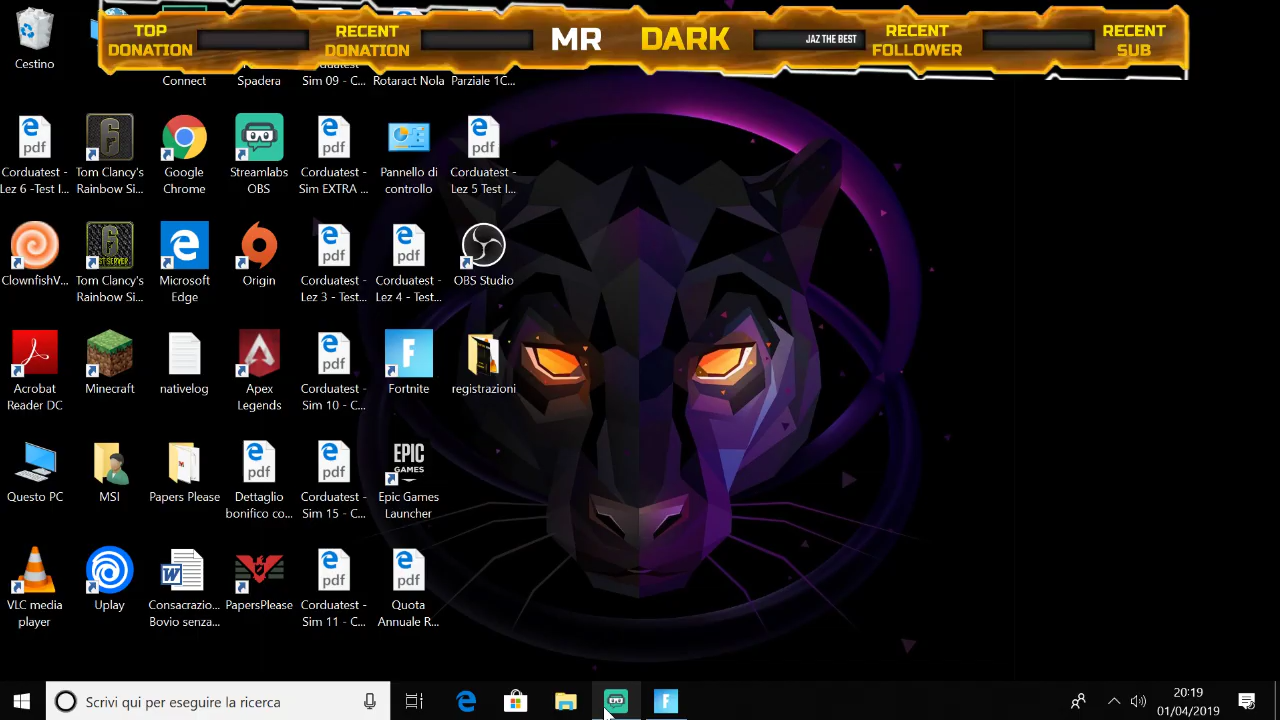 TOP
DONATION
RECENT
DONATION
MR DARK
JAZ THE BEST
RECENT
FOLLOWER
RECENT
SUB
Cestino
Connect
Spadera
Sim 09 - C...
Rotaract Nola
Parziale 1C...
Corduatest -
Lez 6 -Test I...
Tom Clancy's
Rainbow Si...
Google
Chrome
Streamlabs
OBS
Corduatest -
Sim EXTRA ...
Pannello di
controllo
Corduatest -
Lez 5 Test I...
ClownfishV...
Tom Clancy's
Rainbow Si...
Microsoft
Edge
Origin
Corduatest -
Lez 3 - Test...
Corduatest -
Lez 4 - Test...
OBS Studio
Acrobat
Reader DC
Minecraft
nativelog
Apex
Legends
Corduatest -
Sim 10 - C...
Fortnite
registrazioni
Questo PC
MSI
Papers Please
Dettaglio
bonifico co...
Corduatest -
Sim 15 - C...
EPIC
GAMES
Epic Games
Launcher
VLC media
player
Uplay
Consacrazio...
Bovio senza...
PapersPlease
Corduatest -
Sim 11 - C...
Quota
Annuale R...
Scrivi qui per eseguire la ricerca
20:19
01/04/2019